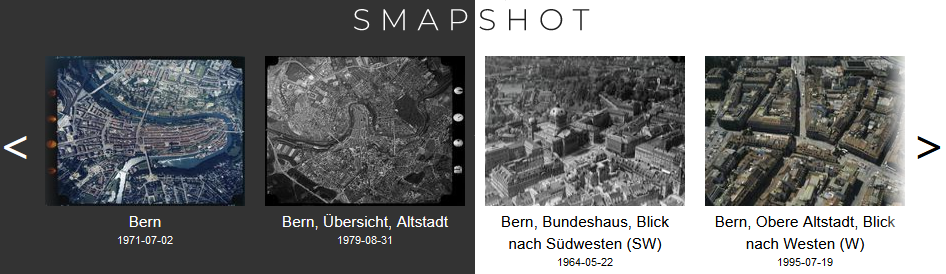 SMAPSHOT
<
>
Bern
1971-07-02
Bern, Übersicht, Altstadt
1979-08-31
Bern, Bundeshaus, Blick
nach Südwesten (SW)
1964-05-22
Bern, Obere Altstadt, Blick
nach Westen (W)
1995-07-19